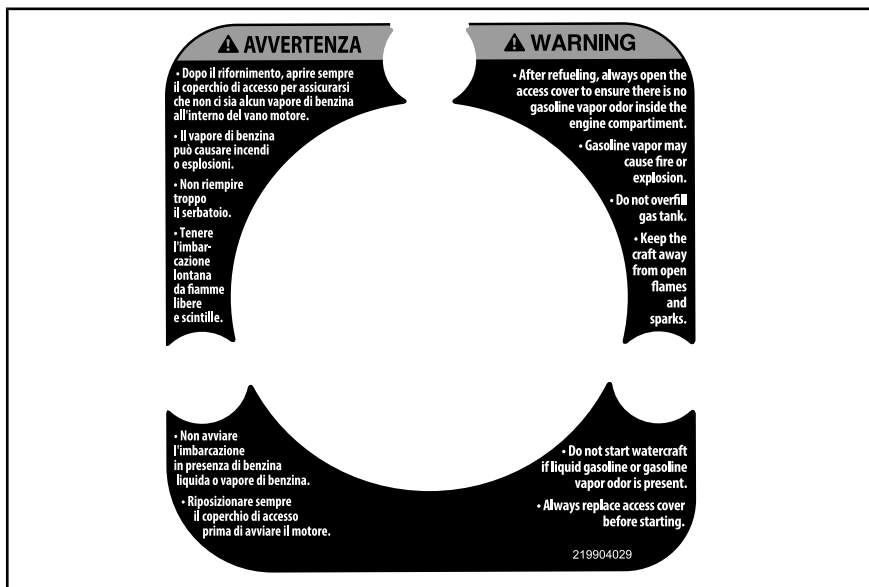 AVVERTENZA
• Dopo il rifornimento, aprire sempre
il coperchio di accesso per assicurarsi
che non ci sia alcun vapore di benzina
all'interno del vano motore.
• Il vapore di benzina
può causare incendi
o esplosioni.
• Non riempire
troppo
il serbatoio.
• Tenere
l'imbar-
cazione
lontana
da fiamme
libere
e scintille.
• Non avviare
l'imbarcazione
in presenza di benzina
liquida o vapore di benzina.
• Riposizionare sempre
il coperchio di accesso
prima di avviare il motore.
WARNING
• After refueling, always open the
access cover to ensure there is no
gasoline vapor odor inside the
engine compartment.
• Gasoline vapor may
cause fire or
explosion.
• Do not overfill
gas tank.
• Keep the
craft away
from open
flames
and
sparks.
• Do not start watercraft
if liquid gasoline or gasoline
vapor odor is present.
• Always replace access cover
before starting.
219904029